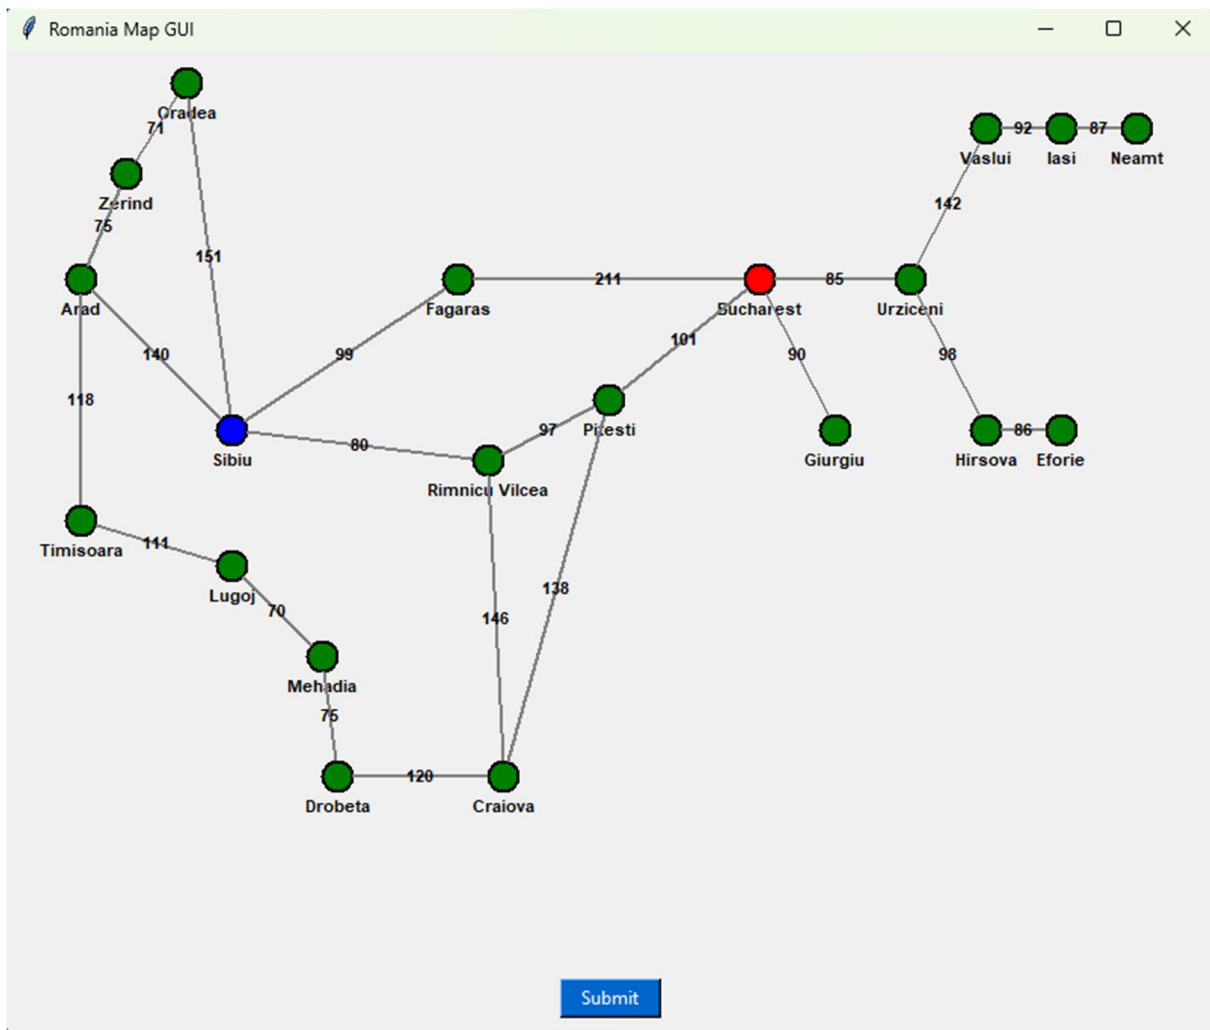 Romania Map GUI
Oradea
71
92
87
Vaslui
Iasi
Neamt
Zerind
75
142
151
211
85
Arad
Fagaras
Bucharest
Urziceni
101
140
99
90
98
118
97
Pitesti
86
80
Sibiu
Giurgiu
Hirsova
Eforie
Rimnicu Vilcea
111
Timisoara
138
Lugoj
70
146
Mehadia
75
120
Drobeta
Craiova
Submit